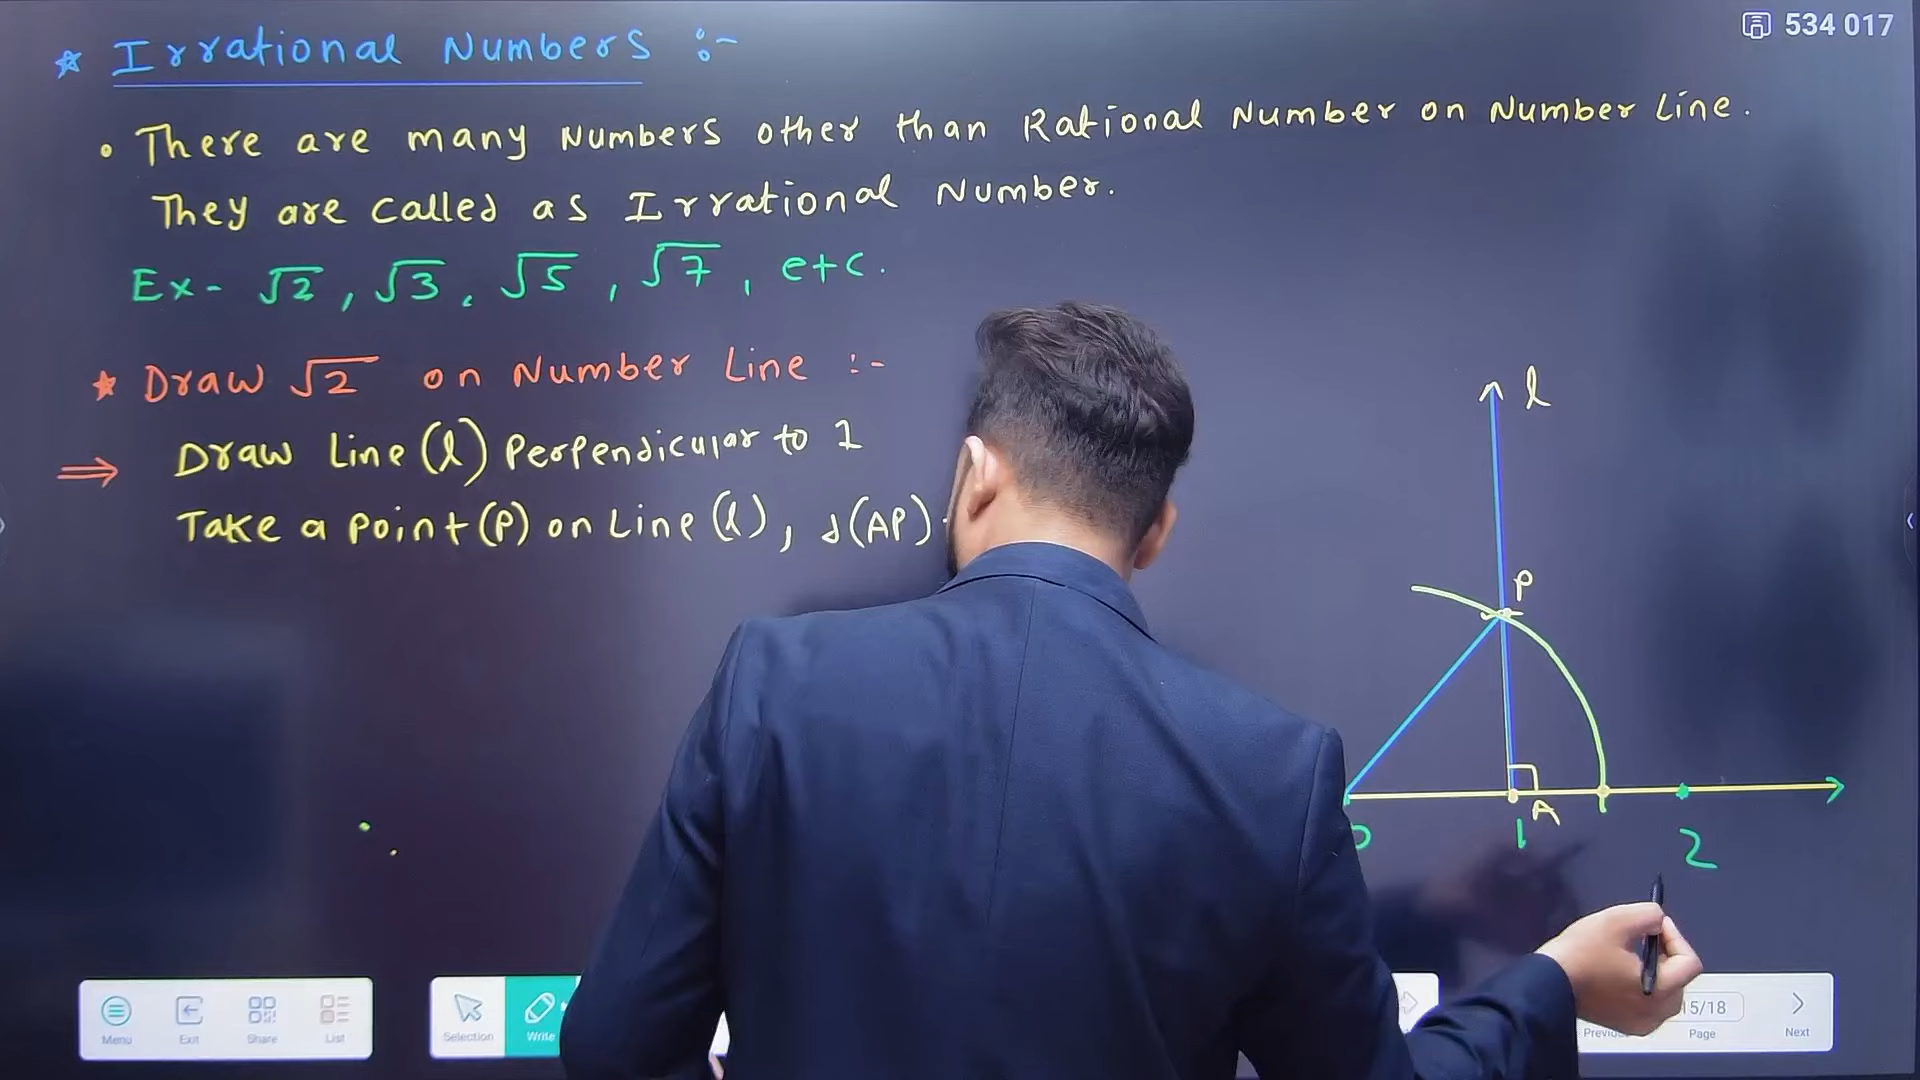 534 017
★ Irrational Numbers :-
• There are many Numbers other than Rational Number on Number Line.
They are called as Irrational Number.
Ex- √2, √3, √5, √7, etc.
★ Draw √2 on Number Line :-
⇒ Draw Line (l) Perpendicular to 1
Take a Point (P) on Line (l), d(AP)
l
P
A
0 1 2
Menu Exit Share List Selection Write 15/18 Page Next